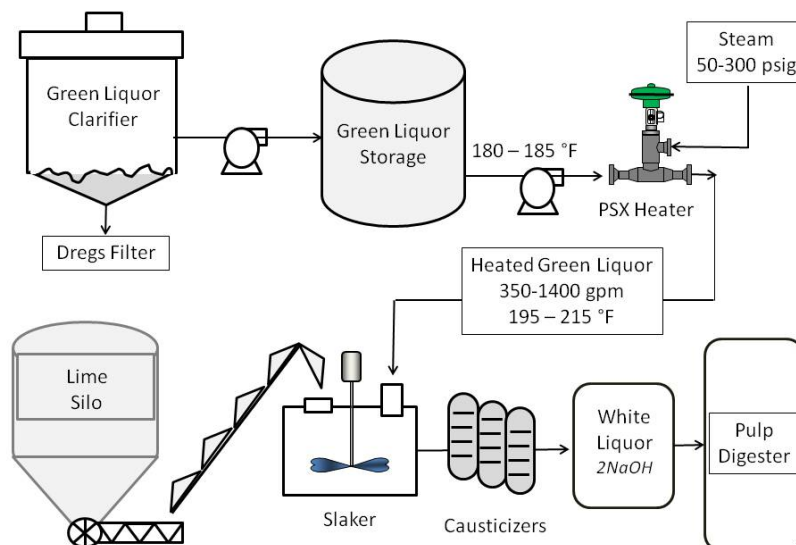 Green Liquor
Clarifier
Dregs Filter
Green Liquor
Storage
180 – 185 °F
Steam
50-300 psig
PSX Heater
Heated Green Liquor
350-1400 gpm
195 – 215 °F
Lime
Silo
Slaker
Causticizers
White
Liquor
2NaOH
Pulp
Digester